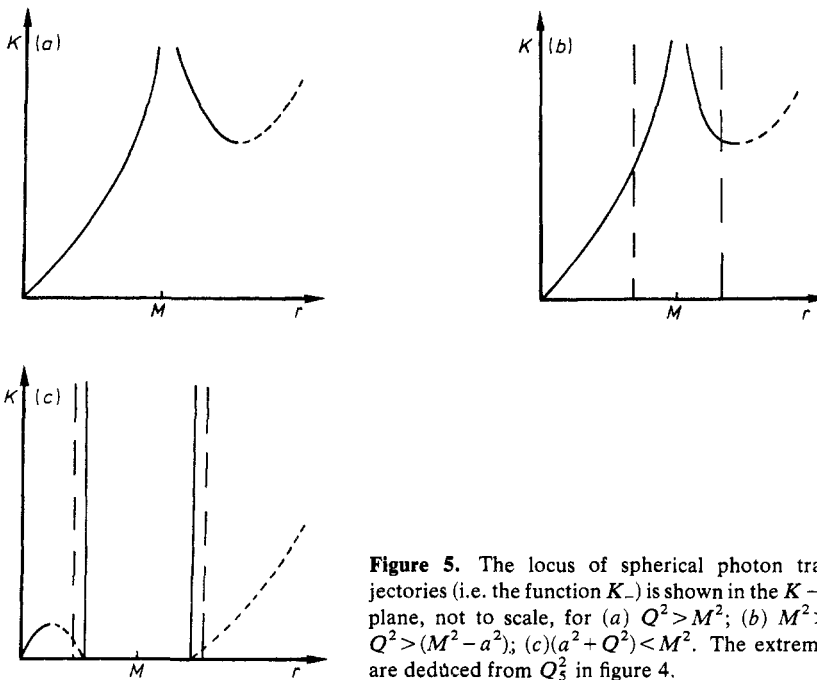 K (a)
M
r
K (b)
M
r
K (c)
M
r
Figure 5. The locus of spherical photon tra
jectories (i.e. the function K₋) is shown in the K –
plane, not to scale, for (a) Q² > M²; (b) M² >
Q² > (M² − a²); (c)(a² + Q²) < M². The extrem
are deduced from Q₅² in figure 4.